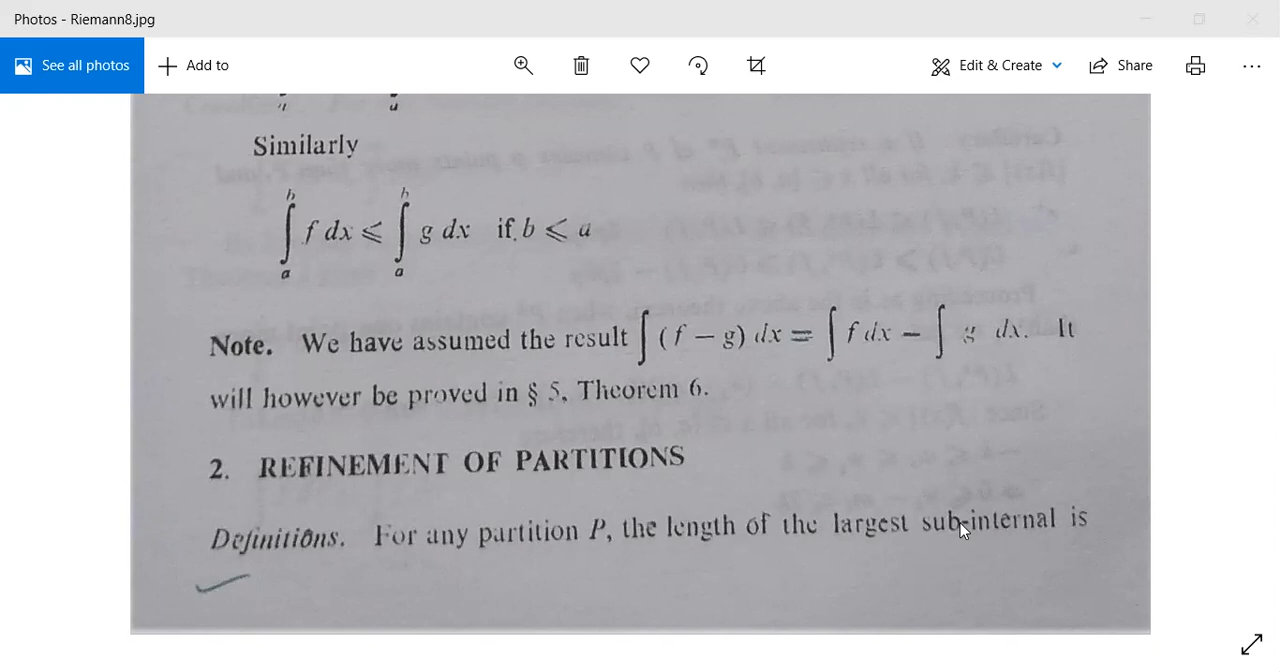 Photos - Riemann8.jpg
See all photos
Add to
Edit & Create
Share
Similarly
∫ₐᵇ f dx ⩽ ∫ₐᵇ g dx if b ⩽ a
Note. We have assumed the result ∫ (f − g) dx = ∫ f dx − ∫ g dx. It
will however be proved in § 5, Theorem 6.
2. REFINEMENT OF PARTITIONS
Definitions. For any partition P, the length of the largest sub-internal is